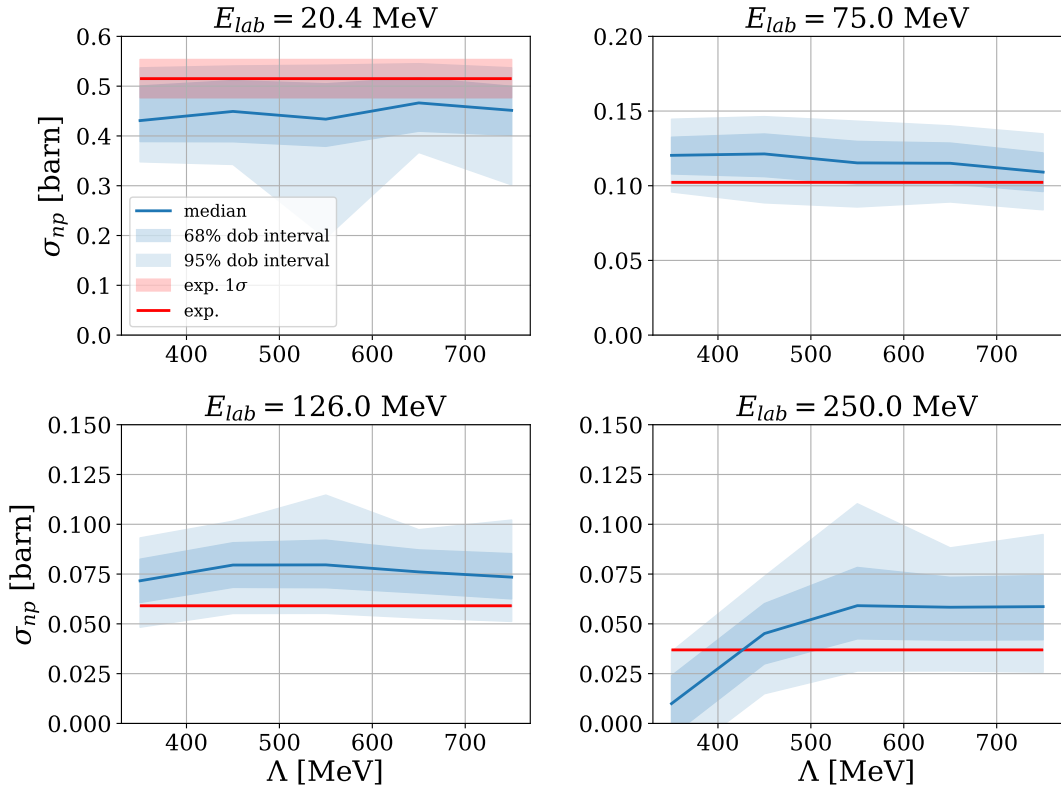 E_lab = 20.4 MeV
σ_np [barn]
0.6
0.5
0.4
0.3
0.2
0.1
0.0
400 500 600 700
median
68% dob interval
95% dob interval
exp. 1σ
exp.
E_lab = 75.0 MeV
0.20
0.15
0.10
0.05
0.00
400 500 600 700
E_lab = 126.0 MeV
σ_np [barn]
0.150
0.125
0.100
0.075
0.050
0.025
0.000
400 500 600 700
Λ [MeV]
E_lab = 250.0 MeV
0.150
0.125
0.100
0.075
0.050
0.025
0.000
400 500 600 700
Λ [MeV]